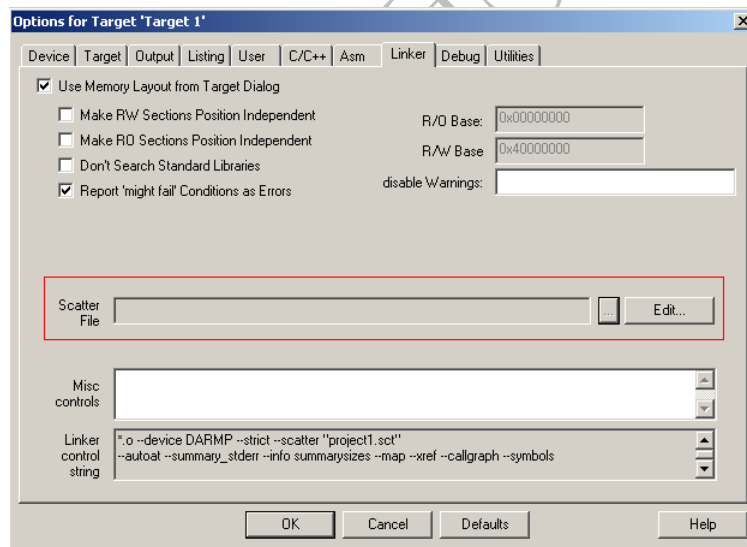 Options for Target 'Target 1'
Device Target Output Listing User C/C++ Asm Linker Debug Utilities
Use Memory Layout from Target Dialog
Make RW Sections Position Independent
Make RO Sections Position Independent
Don't Search Standard Libraries
Report 'might fail' Conditions as Errors
R/O Base: 0x00000000
R/W Base 0x40000000
disable Warnings:
Scatter
File
... Edit...
Misc
controls
Linker
control
string
*.o --device DARMP --strict --scatter "project1.sct"
--autoat --summary_stderr --info summarysizes --map --xref --callgraph --symbols
OK Cancel Defaults Help